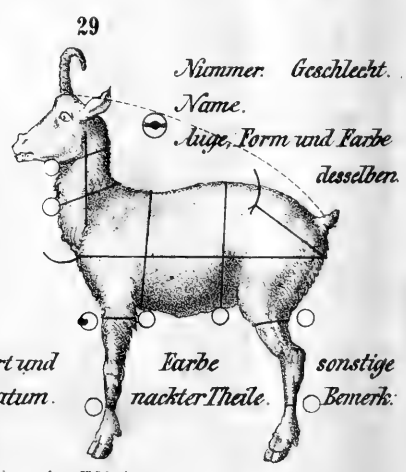 29
Nummer. Geschlecht.
Name.
Auge, Form und Farbe
desselben.
rt und
Farbe
sonstige
atum.
nackter Theile.
Bemerk: